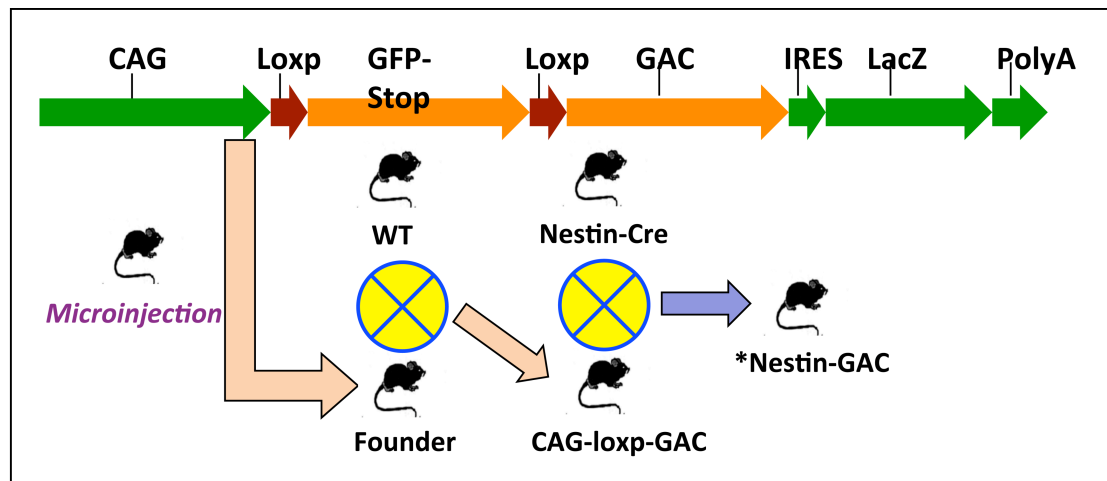 CAG
Loxp
GFP-
Stop
Loxp
GAC
IRES
LacZ
PolyA
WT
Nestin-Cre
Microinjection
*Nestin-GAC
Founder
CAG-loxp-GAC